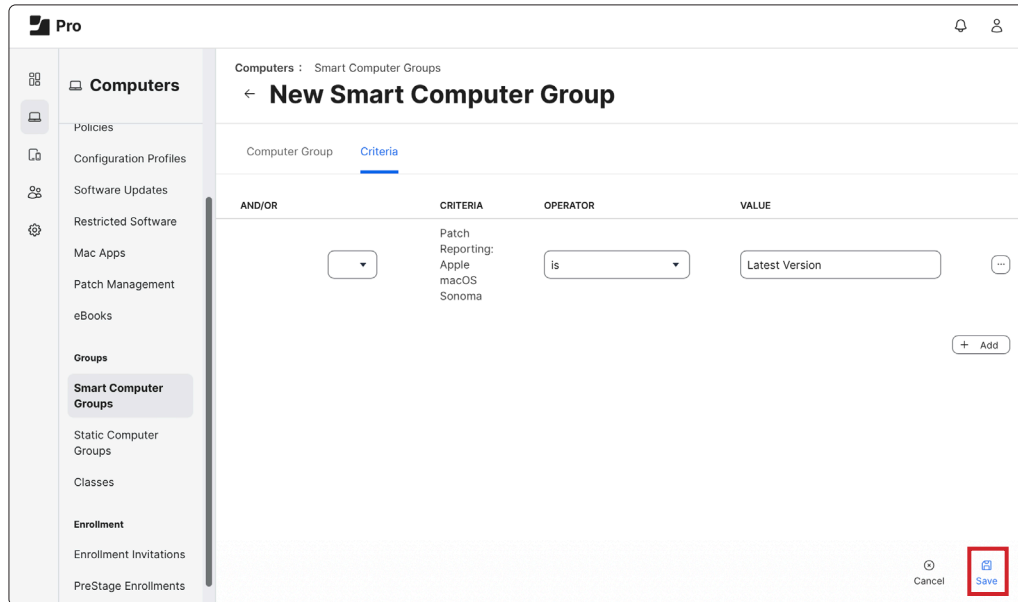 Pro
Computers
Policies
Configuration Profiles
Software Updates
Restricted Software
Mac Apps
Patch Management
eBooks
Groups
Smart Computer
Groups
Static Computer
Groups
Classes
Enrollment
Enrollment Invitations
PreStage Enrollments
Computers : Smart Computer Groups
← New Smart Computer Group
Computer Group Criteria
AND/OR CRITERIA OPERATOR VALUE
Patch
Reporting:
Apple
macOS
Sonoma
is
Latest Version
+ Add
Cancel
Save